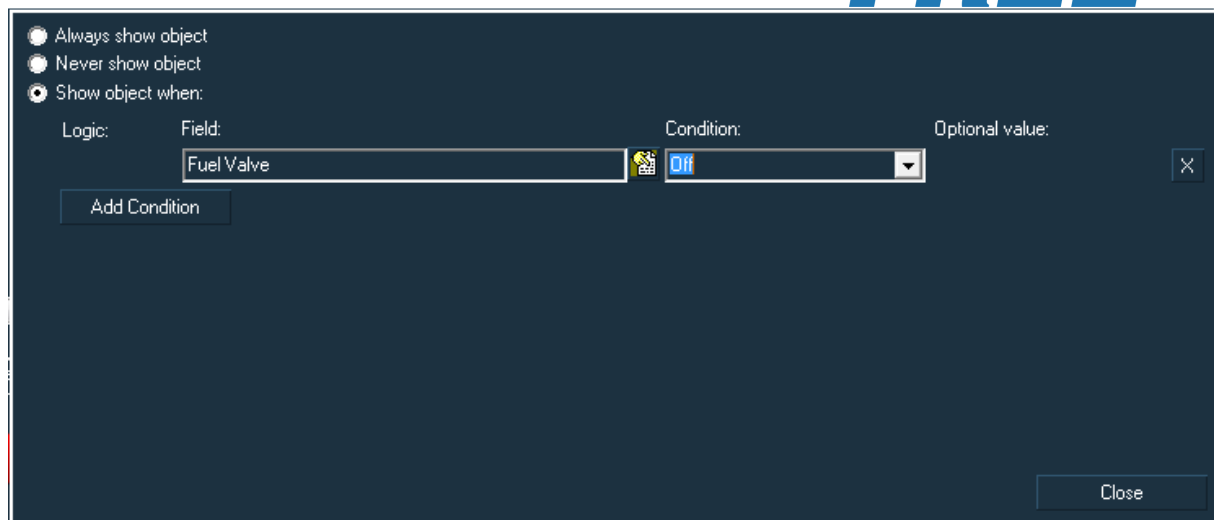 Always show object
Never show object
Show object when:
Logic: Field: Condition: Optional value:
Fuel Valve Off X
Add Condition
Close